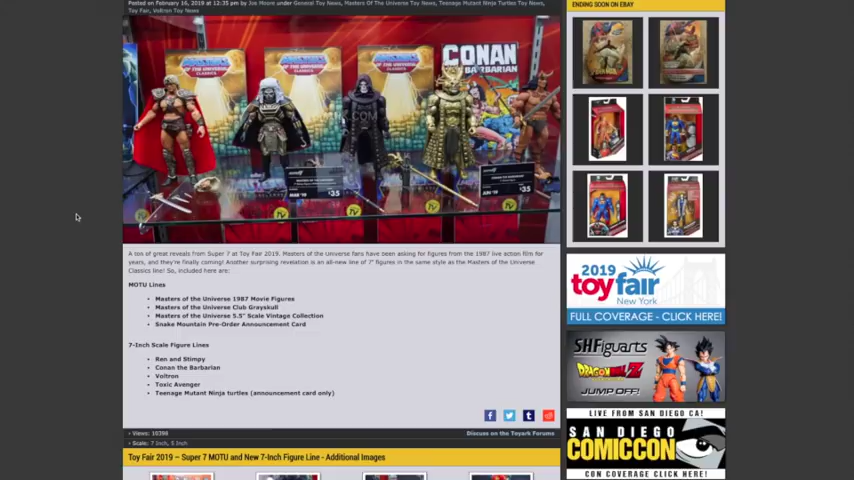 Posted on February 16, 2019 at 12:35 pm by Joe Moore under General Toy News, Masters Of The Universe Toy News, Teenage Mutant Ninja Turtles Toy News,
Toy Fair, Voltron Toy News
ENDING SOON ON EBAY
CONAN
THE BARBARIAN
$35
$35
A ton of great reveals from Super 7 at Toy Fair 2019. Masters of the Universe fans have been asking for figures from the 1987 live action film for
years, and they're finally coming! Another surprising revelation is an all-new line of 7" figures in the same style as the Masters of the Universe
Classics line! So, included here are:
MOTU Lines
Masters of the Universe 1987 Movie Figures
Masters of the Universe Club Grayskull
Masters of the Universe 5.5" Scale Vintage Collection
Snake Mountain Pre-Order Announcement Card
7-Inch Scale Figure Lines
Ren and Stimpy
Conan the Barbarian
Voltron
Toxic Avenger
Teenage Mutant Ninja turtles (announcement card only)
› Views: 10398
Discuss on the Toyark Forums
› Scale: 7 Inch, 5 Inch
Toy Fair 2019 – Super 7 MOTU and New 7-Inch Figure Line - Additional Images
2019
toyfair
New York
FULL COVERAGE - CLICK HERE!
S.H.Figuarts
DRAGONBALL Z
JUMP OFF!
LIVE FROM SAN DIEGO CA!
SAN DIEGO
COMICCON
CON COVERAGE CLICK HERE!